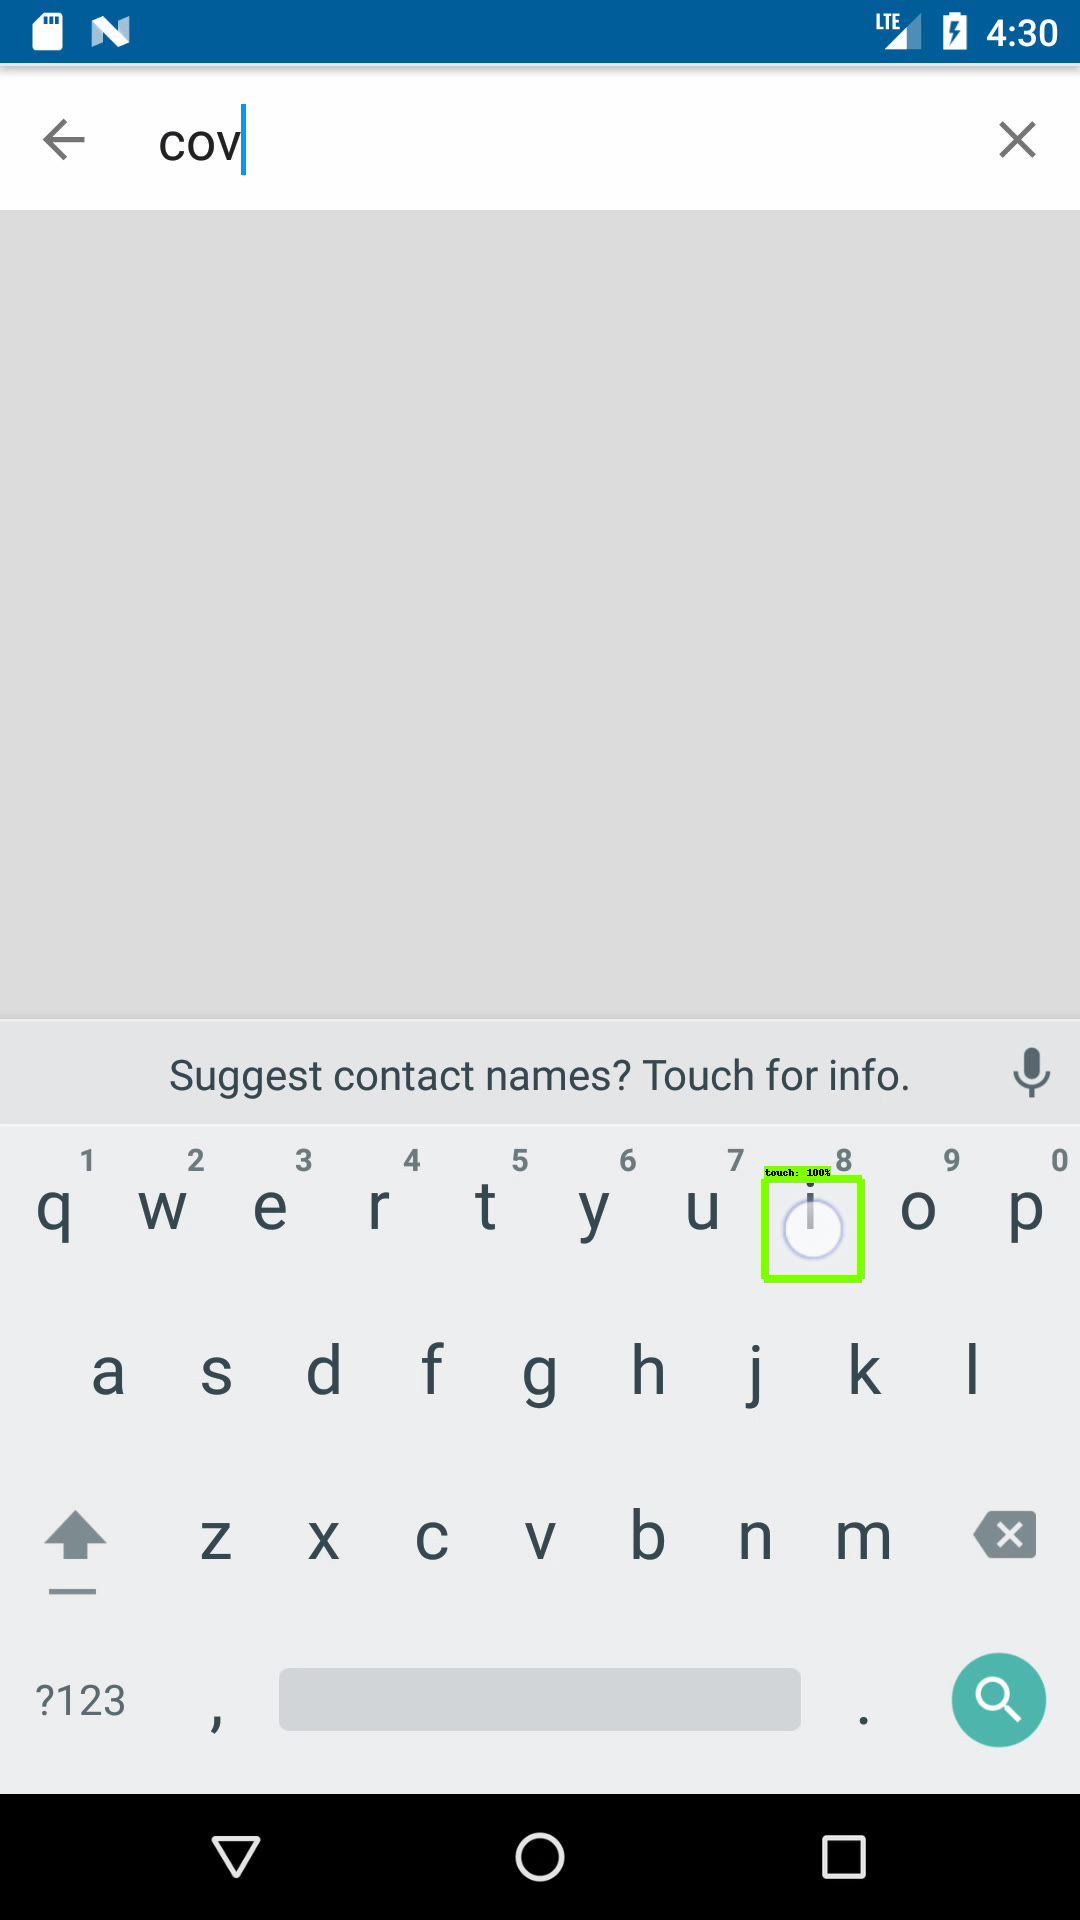 LTE 4:30
cov
Suggest contact names? Touch for info.
1 2 3 4 5 6 7 8 9 0
touch: 100%
q w e r t y u i o p
a s d f g h j k l
z x c v b n m
?123 , .